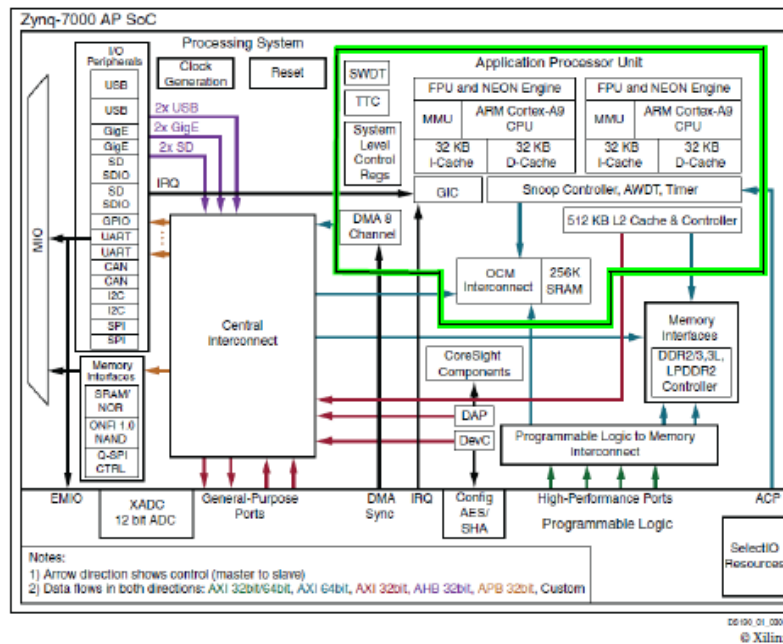 Zynq-7000 AP SoC
I/O
Peripherals
USB
USB
GigE
GigE
SD
SDIO
SD
SDIO
GPIO
UART
UART
CAN
CAN
I2C
I2C
SPI
SPI
MIO
Memory
Interfaces
SRAM/
NOR
ONFI 1.0
NAND
Q-SPI
CTRL
Processing System
Clock
Generation
Reset
2x USB
2x GigE
2x SD
IRQ
Central
Interconnect
SWDT
TTC
System
Level
Control
Regs
DMA 8
Channel
Application Processor Unit
FPU and NEON Engine
MMU
ARM Cortex-A9
CPU
32 KB
I-Cache
32 KB
D-Cache
FPU and NEON Engine
MMU
ARM Cortex-A9
CPU
32 KB
I-Cache
32 KB
D-Cache
GIC
Snoop Controller, AWDT, Timer
512 KB L2 Cache & Controller
OCM
Interconnect
256K
SRAM
Memory
Interfaces
DDR2/3,3L,
LPDDR2
Controller
CoreSight
Components
DAP
DevC
Programmable Logic to Memory
Interconnect
EMIO
XADC
12 bit ADC
General-Purpose
Ports
DMA
Sync
IRQ
Config
AES/
SHA
High-Performance Ports
ACP
Programmable Logic
SelectIO
Resources
Notes:
1) Arrow direction shows control (master to slave)
2) Data flows in both directions: AXI 32bit/64bit, AXI 64bit, AXI 32bit, AHB 32bit, APB 32bit, Custom
© Xilin